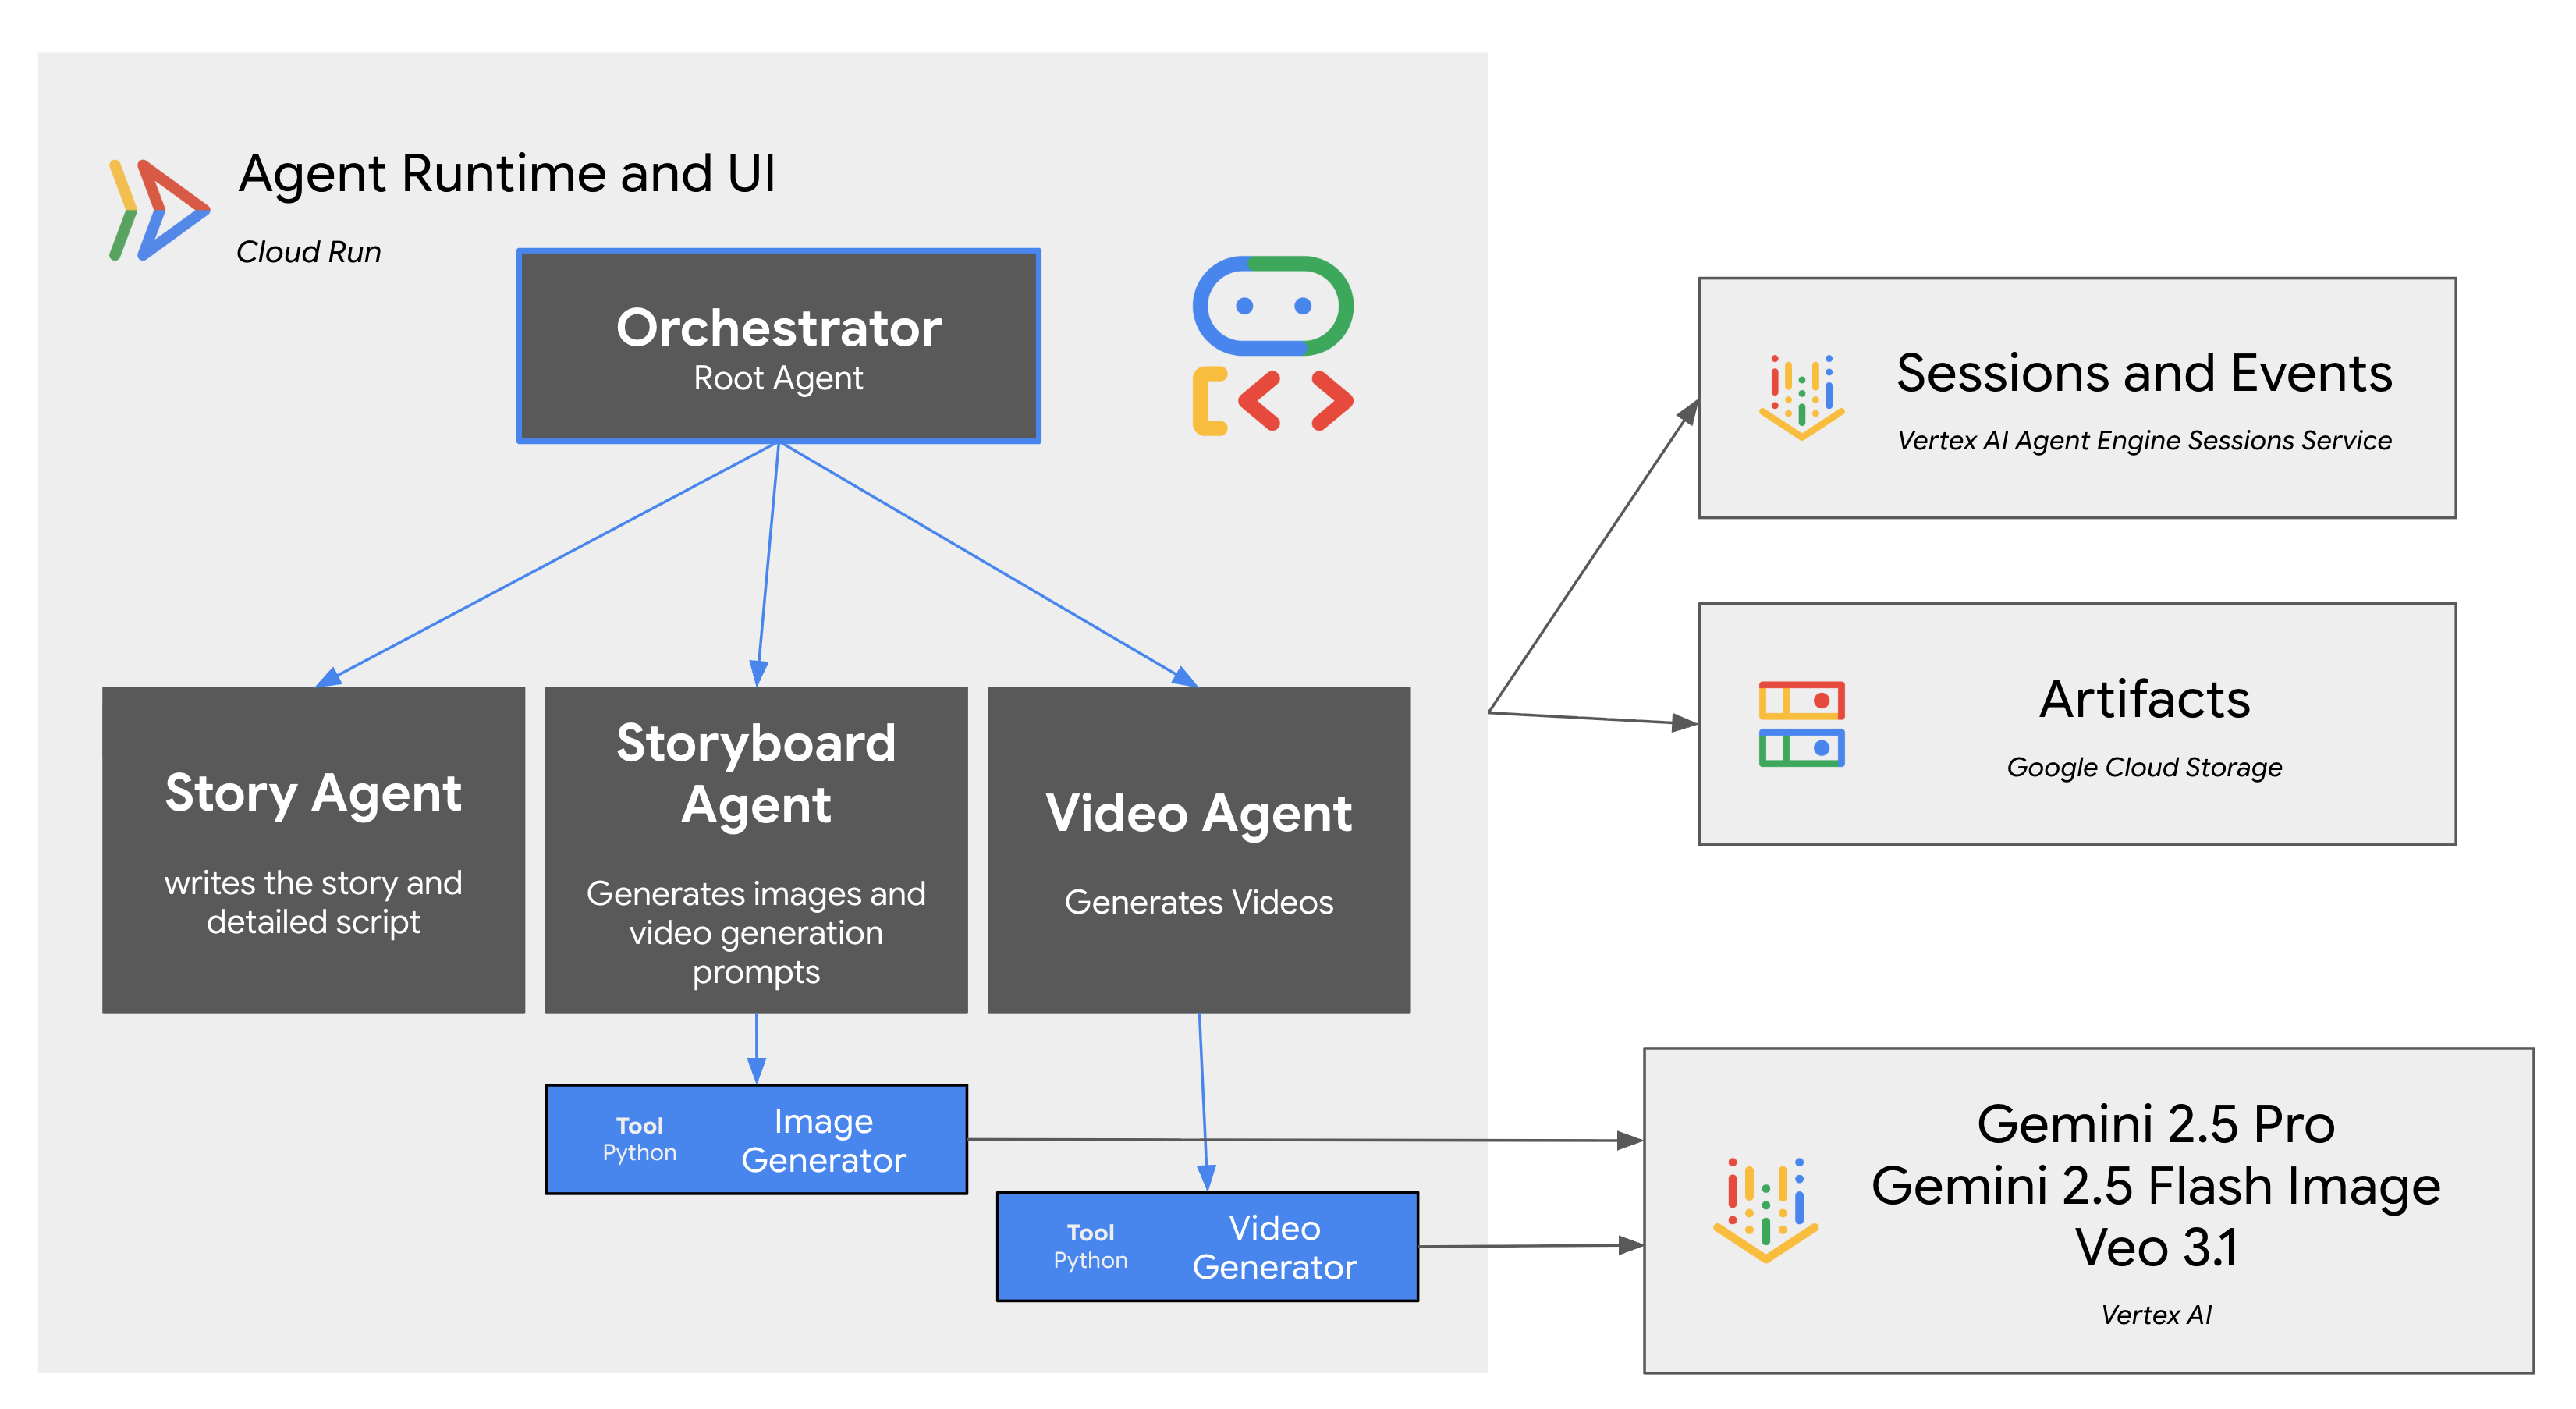 Agent Runtime and UI
Cloud Run
Orchestrator
Root Agent
Story Agent
writes the story and
detailed script
Storyboard
Agent
Generates images and
video generation
prompts
Video Agent
Generates Videos
Tool
Python
Image
Generator
Tool
Python
Video
Generator
Sessions and Events
Vertex AI Agent Engine Sessions Service
Artifacts
Google Cloud Storage
Gemini 2.5 Pro
Gemini 2.5 Flash Image
Veo 3.1
Vertex AI